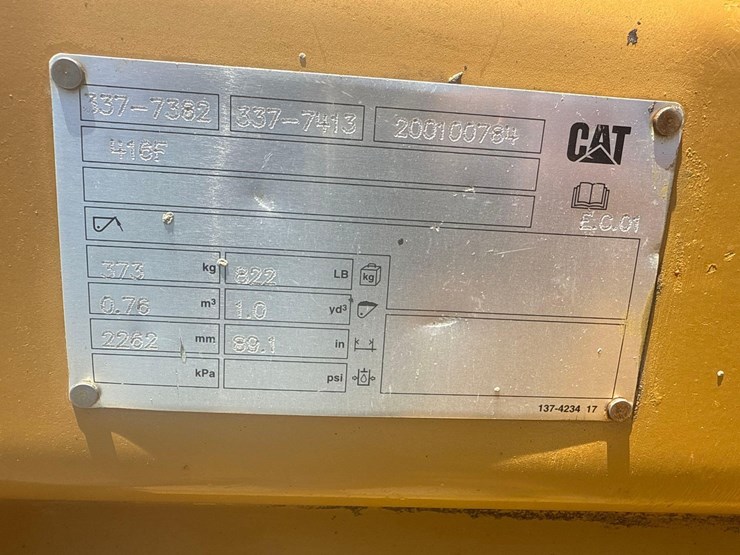 337-7382 337-7413 200100784
CAT
416F
E.C.01
373 kg 822 LB kg
0.76 m³ 1.0 yd³
2262 mm 89.1 in
kPa psi
137-4234 17